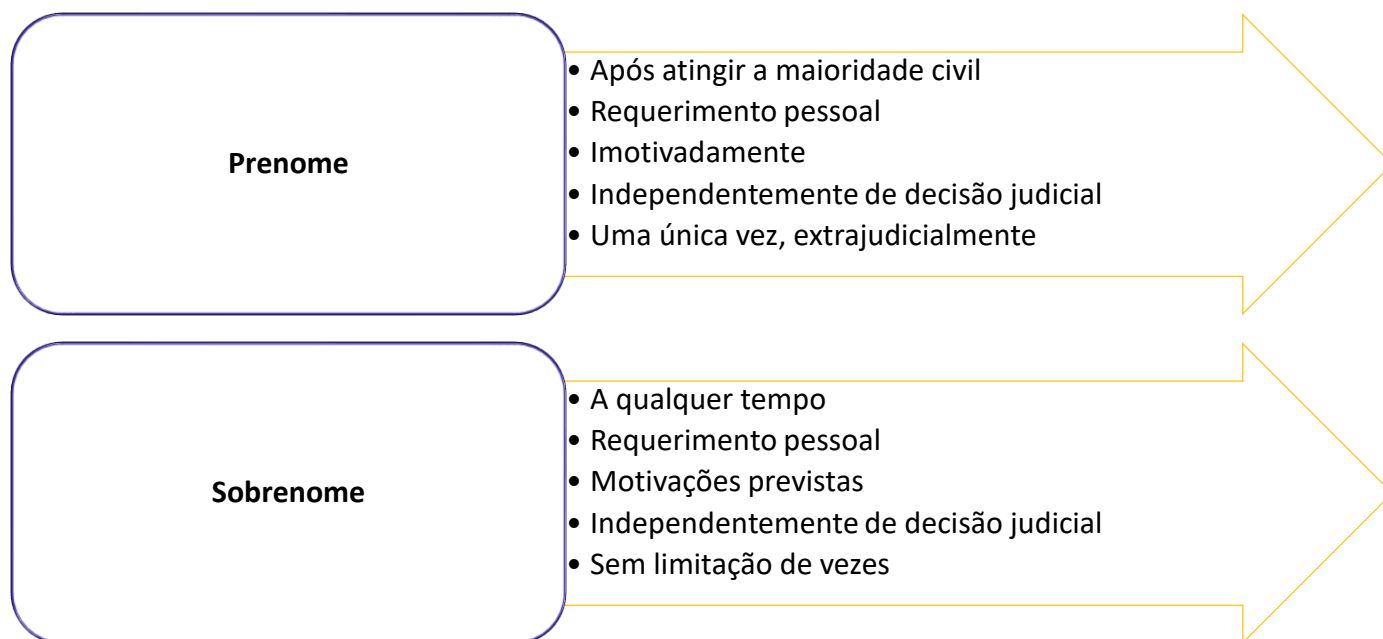 Prenome
• Após atingir a maioridade civil
• Requerimento pessoal
• Imotivadamente
• Independentemente de decisão judicial
• Uma única vez, extrajudicialmente
Sobrenome
• A qualquer tempo
• Requerimento pessoal
• Motivações previstas
• Independentemente de decisão judicial
• Sem limitação de vezes